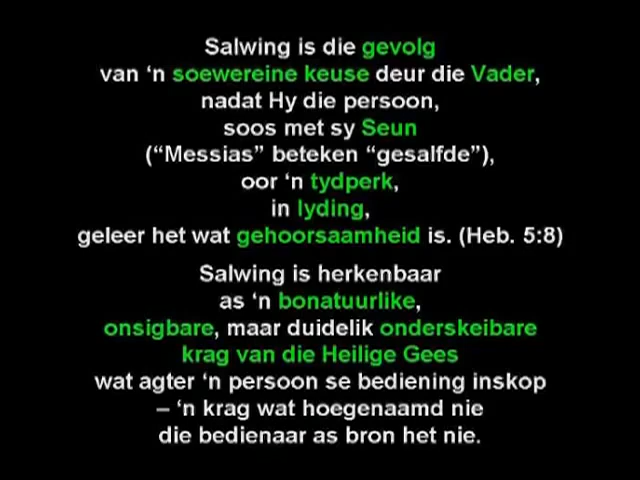 Salwing is die gevolg
van ‘n soewereine keuse deur die Vader,
nadat Hy die persoon,
soos met sy Seun
(“Messias” beteken “gesalfde”),
oor ‘n tydperk,
in lyding,
geleer het wat gehoorsaamheid is. (Heb. 5:8)
Salwing is herkenbaar
as ‘n bonatuurlike,
onsigbare, maar duidelik onderskeibare
krag van die Heilige Gees
wat agter ‘n persoon se bediening inskop
– ‘n krag wat hoegenaamd nie
die bedienaar as bron het nie.